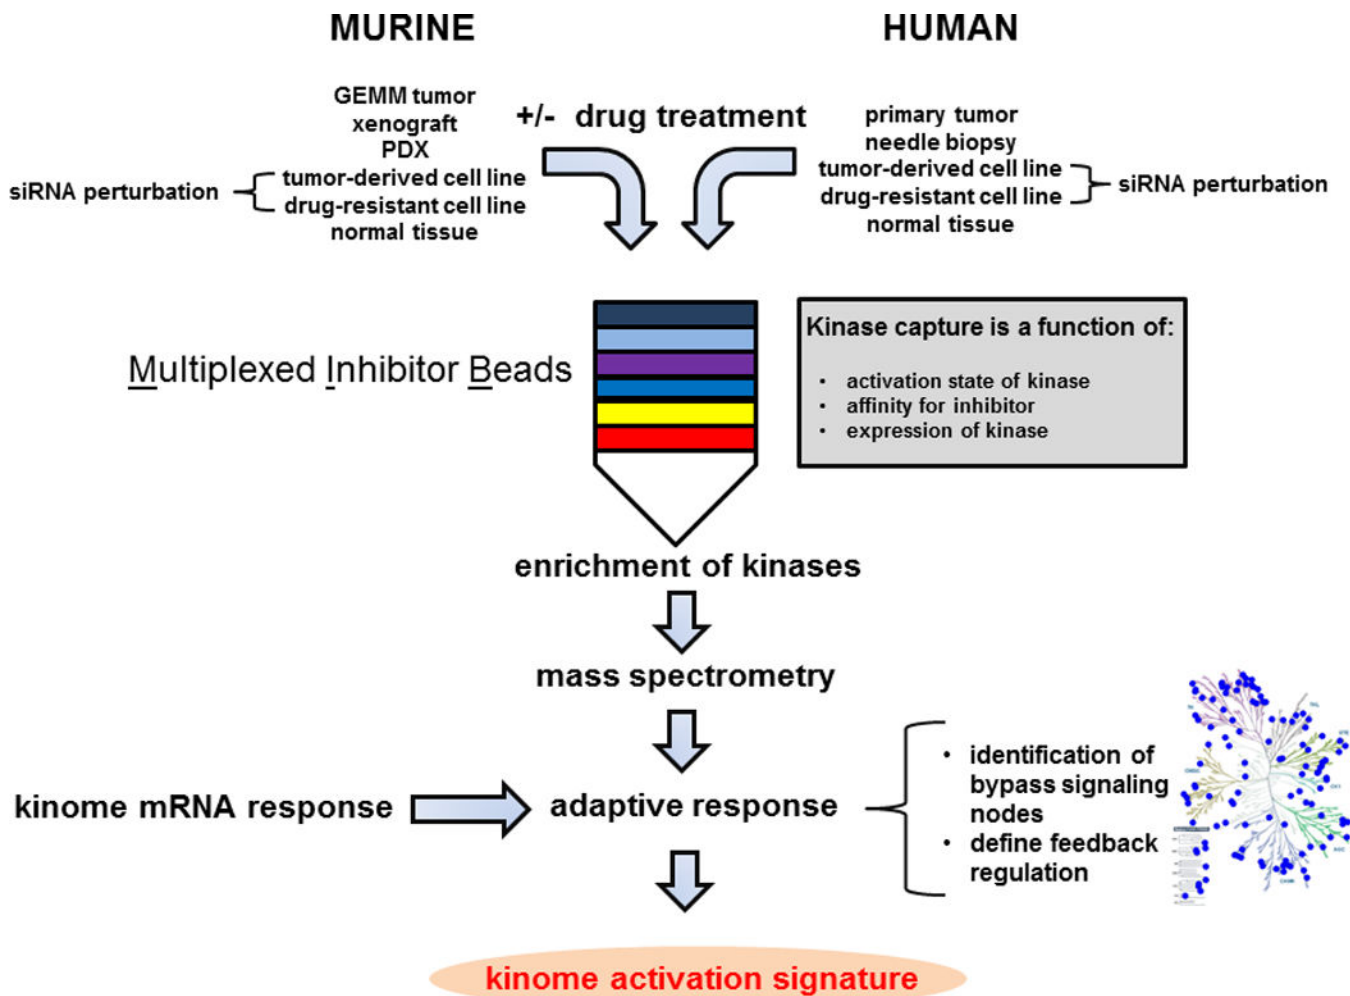 MURINE
HUMAN
GEMM tumor
xenograft
PDX
tumor-derived cell line
drug-resistant cell line
normal tissue
siRNA perturbation
+/- drug treatment
primary tumor
needle biopsy
tumor-derived cell line
drug-resistant cell line
normal tissue
siRNA perturbation
Multiplexed Inhibitor Beads
Kinase capture is a function of:
• activation state of kinase
• affinity for inhibitor
• expression of kinase
enrichment of kinases
mass spectrometry
kinome mRNA response
adaptive response
• identification of
bypass signaling
nodes
• define feedback
regulation
kinome activation signature